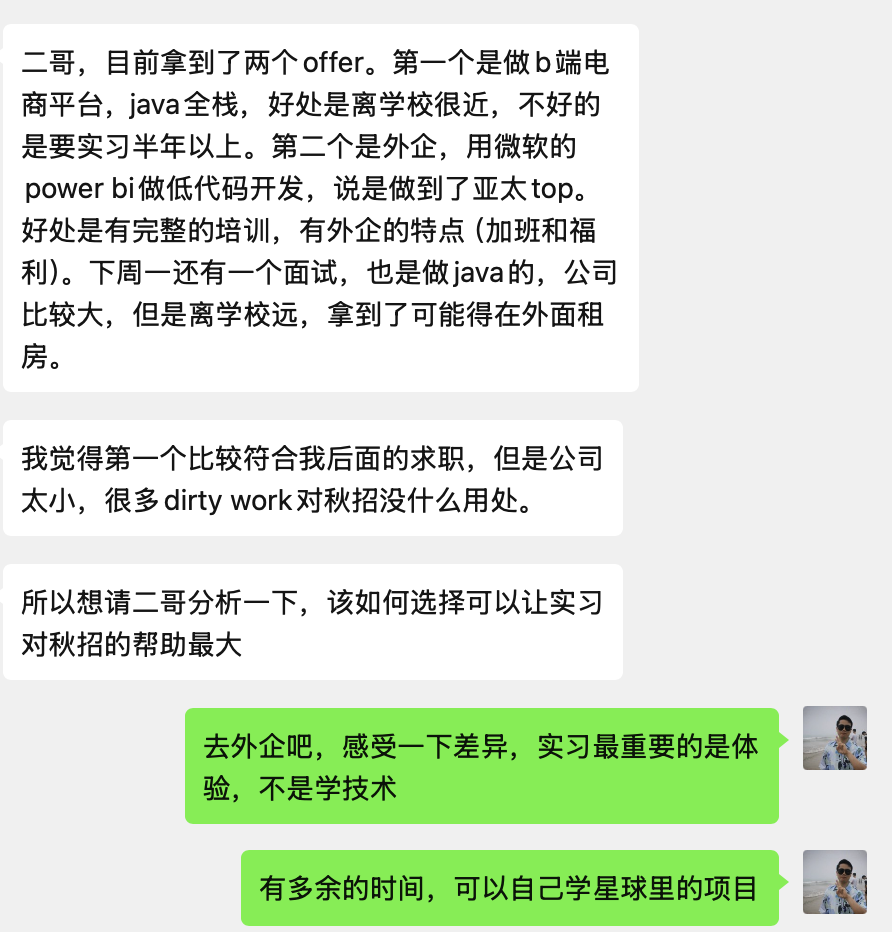 二哥，目前拿到了两个offer。第一个是做b端电
商平台，java全栈，好处是离学校很近，不好的
是要实习半年以上。第二个是外企，用微软的
power bi做低代码开发，说是做到了亚太top。
好处是有完整的培训，有外企的特点（加班和福
利）。下周一还有一个面试，也是做java的，公司
比较大，但是离学校远，拿到了可能得在外面租
房。
我觉得第一个比较符合我后面的求职，但是公司
太小，很多dirty work对秋招没什么用处。
所以想请二哥分析一下，该如何选择可以让实习
对秋招的帮助最大
去外企吧，感受一下差异，实习最重要的是体
验，不是学技术
有多余的时间，可以自己学星球里的项目